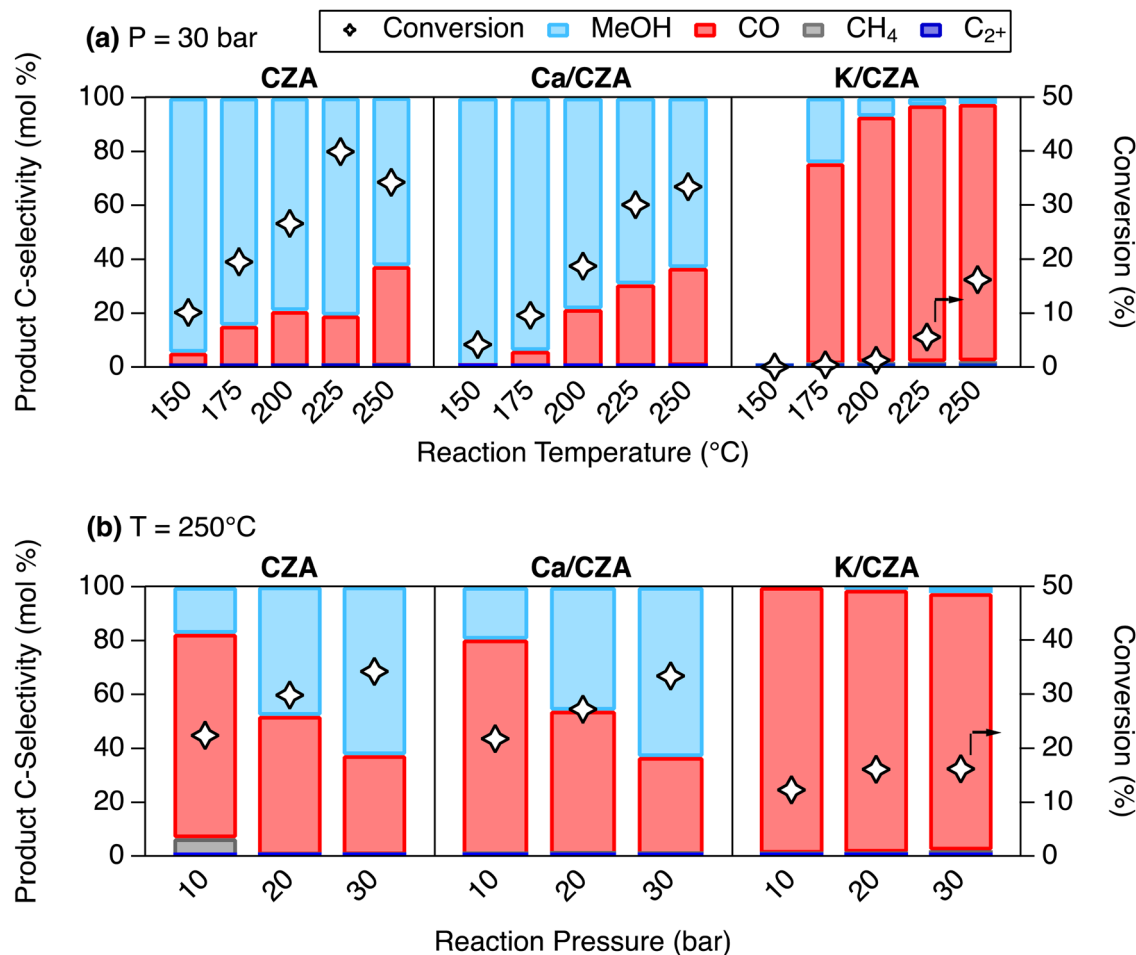 (a) P = 30 bar
Conversion MeOH CO CH₄ C₂₊
CZA Ca/CZA K/CZA
Product C-selectivity (mol %)
100
80
60
40
20
0
50
40
30
20
10
0
Conversion
(%)
150 175 200 225 250 150 175 200 225 250 150 175 200 225 250
Reaction Temperature (°C)
(b) T = 250°C
CZA Ca/CZA K/CZA
Product C-Selectivity (mol %)
100
80
60
40
20
0
50
40
30
20
10
0
Conversion
(%)
10 20 30 10 20 30 10 20 30
Reaction Pressure (bar)